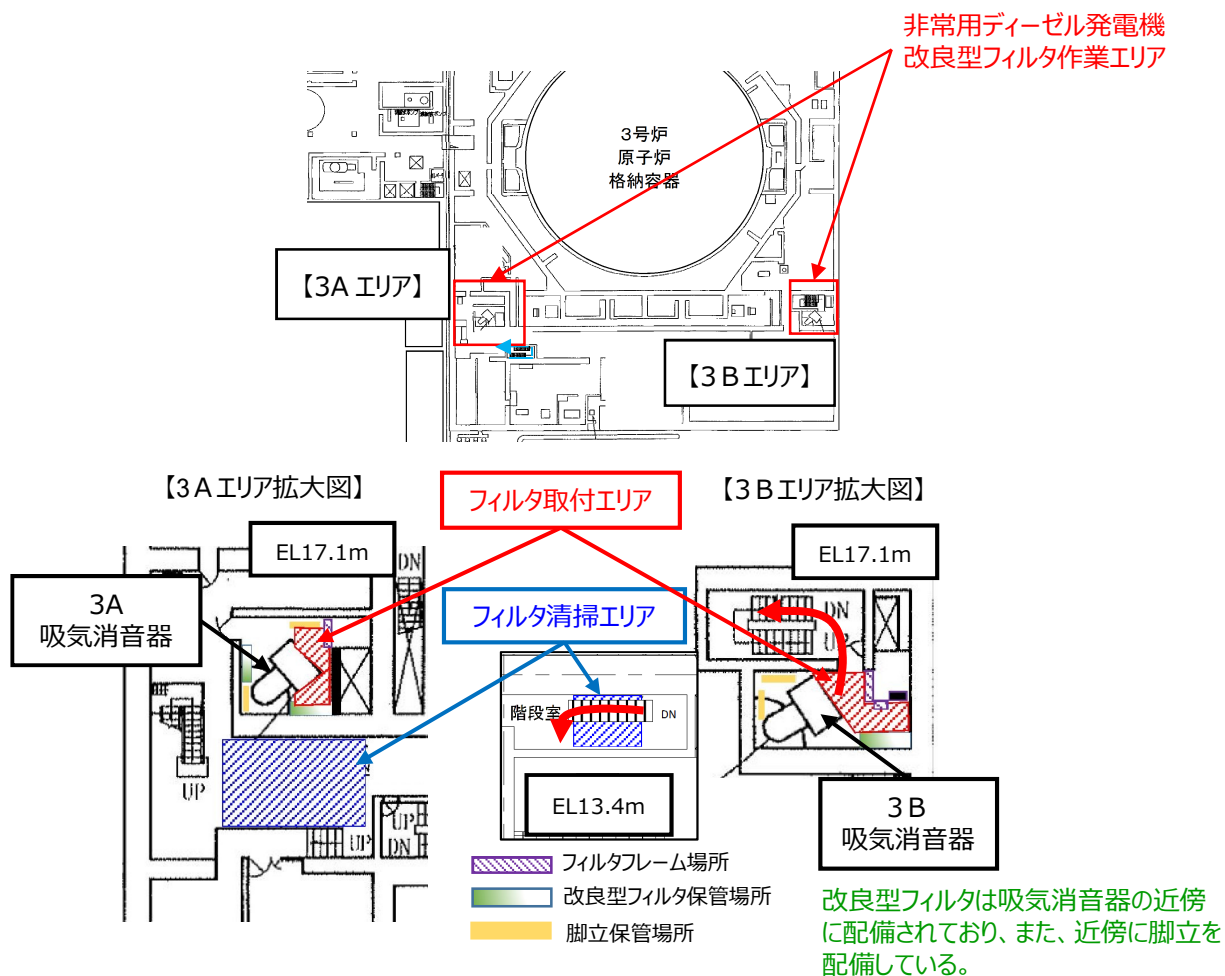 非常用ディーゼル発電機
改良型フィルタ作業エリア
3号炉
原子炉
格納容器
【3A エリア】
【3Bエリア】
【3Aエリア拡大図】
フィルタ取付エリア
【3Bエリア拡大図】
EL17.1m
DN
EL17.1m
3A
吸気消音器
フィルタ清掃エリア
DN
UP
階段室
DN
UP
EL13.4m
3B
吸気消音器
UP
DN
UP
フィルタフレーム場所
改良型フィルタ保管場所
脚立保管場所
改良型フィルタは吸気消音器の近傍
に配備されており、また、近傍に脚立を
配備している。